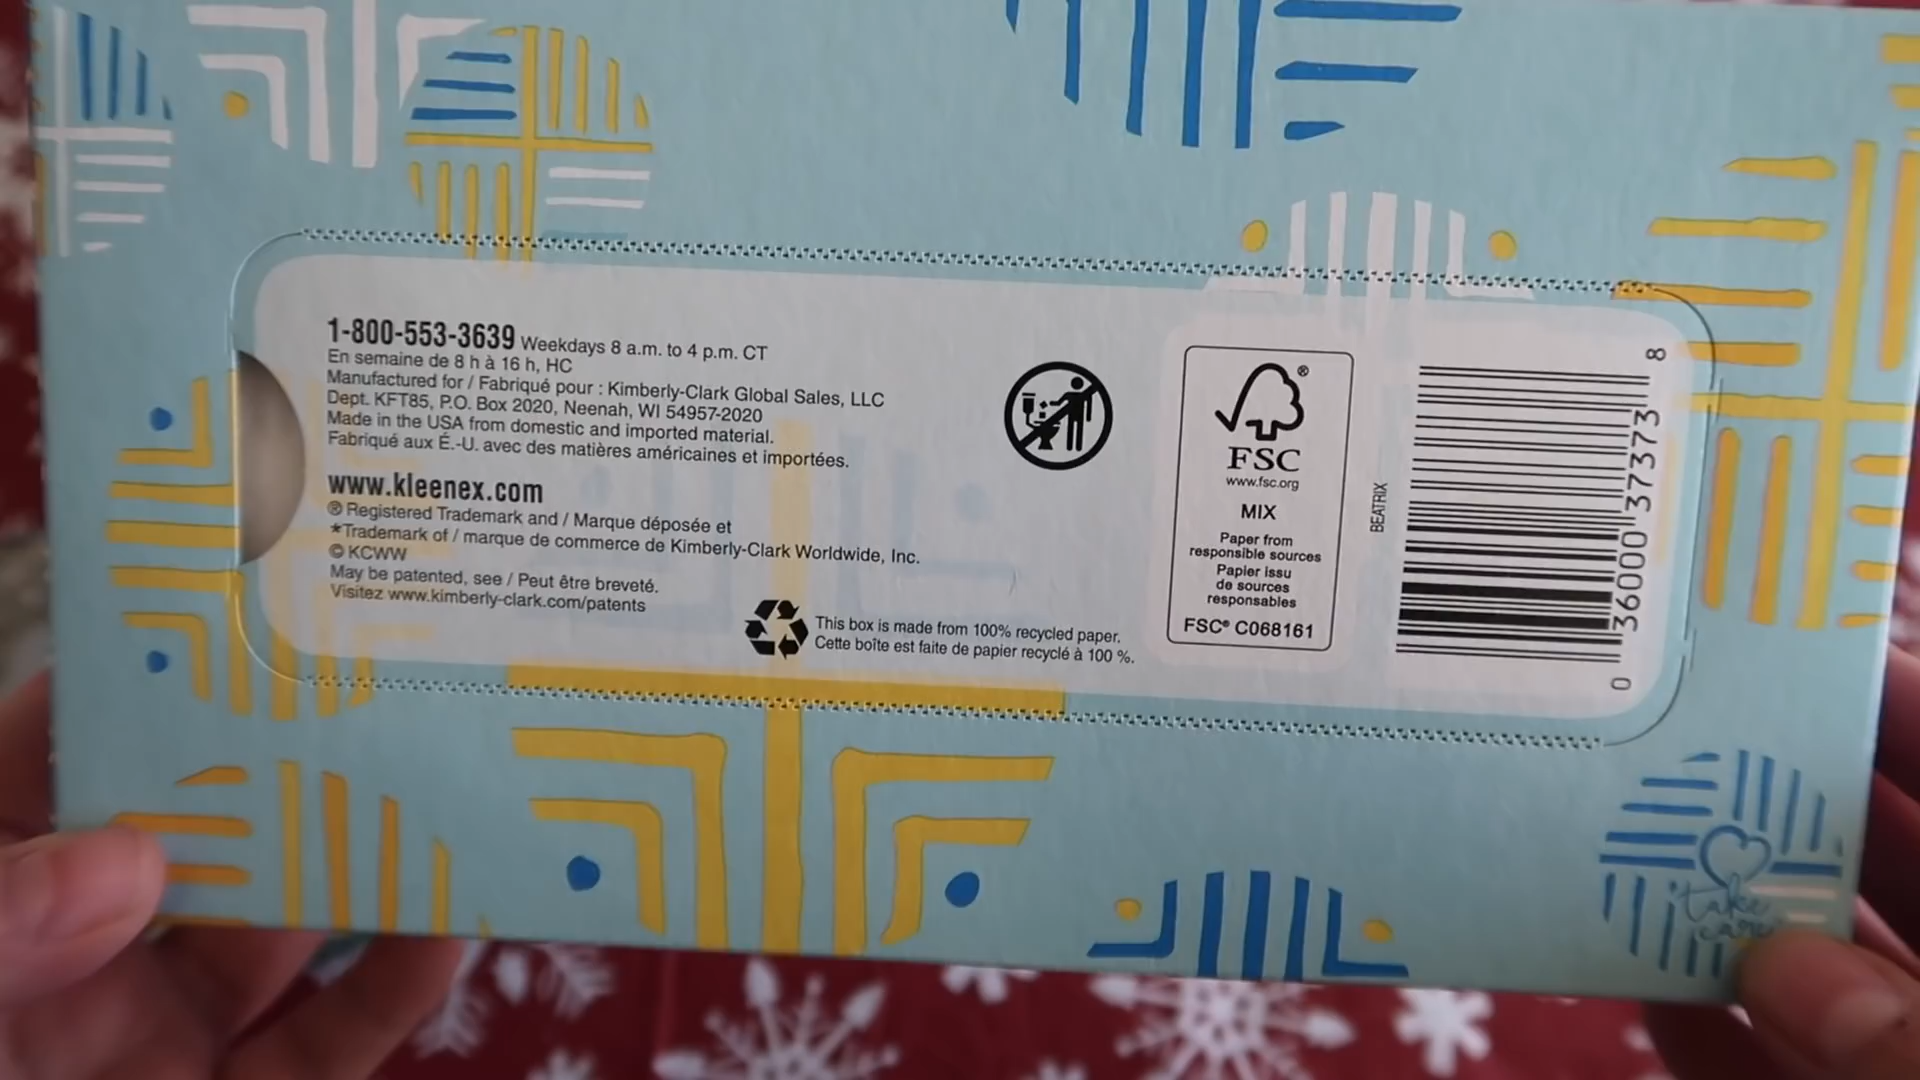 1-800-553-3639 Weekdays 8 a.m. to 4 p.m. CT
En semaine de 8 h à 16 h, HC
Manufactured for / Fabriqué pour : Kimberly-Clark Global Sales, LLC
Dept. KFT85, P.O. Box 2020, Neenah, WI 54957-2020
Made in the USA from domestic and imported material.
Fabriqué aux É.-U. avec des matières américaines et importées.
www.kleenex.com
® Registered Trademark and / Marque déposée et
*Trademark of / marque de commerce de Kimberly-Clark Worldwide, Inc.
© KCWW
May be patented, see / Peut être breveté.
Visitez www.kimberly-clark.com/patents
This box is made from 100% recycled paper.
Cette boîte est faite de papier recyclé à 100 %.
®
FSC
www.fsc.org
MIX
Paper from
responsible sources
Papier issu
de sources
responsables
FSC® C068161
BEATRIX
0 36000 37373 8
take
care